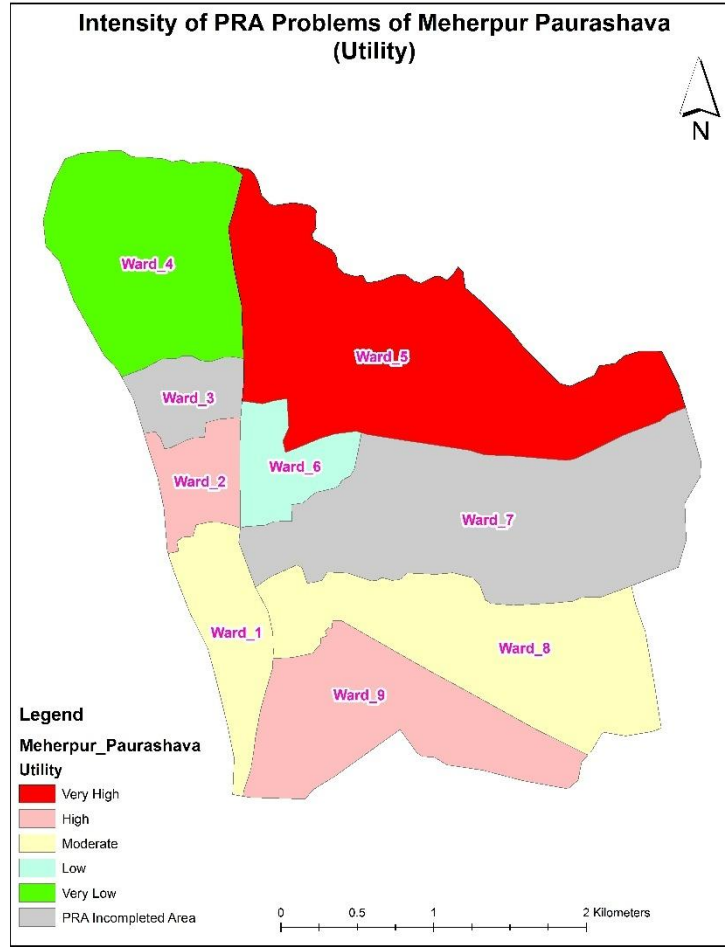 Intensity of PRA Problems of Meherpur Paurashava
(Utility)
N
Ward_4
Ward_5
Ward_3
Ward_6
Ward_2
Ward_7
Ward_1
Ward_8
Ward_9
Legend
Meherpur_Paurashava
Utility
Very High
High
Moderate
Low
Very Low
PRA Incompleted Area
0 0.5 1 2 Kilometers